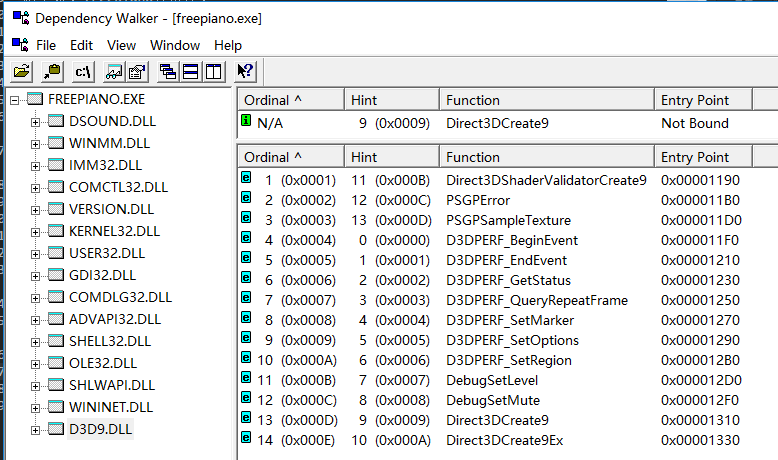 Dependency Walker - [freepiano.exe]
File Edit View Window Help
c:\
FREEPIANO.EXE
DSOUND.DLL
WINMM.DLL
IMM32.DLL
COMCTL32.DLL
VERSION.DLL
KERNEL32.DLL
USER32.DLL
GDI32.DLL
COMDLG32.DLL
ADVAPI32.DLL
SHELL32.DLL
OLE32.DLL
SHLWAPI.DLL
WININET.DLL
D3D9.DLL
Ordinal ^ Hint Function Entry Point
N/A 9 (0x0009) Direct3DCreate9 Not Bound
Ordinal ^ Hint Function Entry Point
1 (0x0001) 11 (0x000B) Direct3DShaderValidatorCreate9 0x00001190
2 (0x0002) 12 (0x000C) PSGPError 0x000011B0
3 (0x0003) 13 (0x000D) PSGPSampleTexture 0x000011D0
4 (0x0004) 0 (0x0000) D3DPERF_BeginEvent 0x000011F0
5 (0x0005) 1 (0x0001) D3DPERF_EndEvent 0x00001210
6 (0x0006) 2 (0x0002) D3DPERF_GetStatus 0x00001230
7 (0x0007) 3 (0x0003) D3DPERF_QueryRepeatFrame 0x00001250
8 (0x0008) 4 (0x0004) D3DPERF_SetMarker 0x00001270
9 (0x0009) 5 (0x0005) D3DPERF_SetOptions 0x00001290
10 (0x000A) 6 (0x0006) D3DPERF_SetRegion 0x000012B0
11 (0x000B) 7 (0x0007) DebugSetLevel 0x000012D0
12 (0x000C) 8 (0x0008) DebugSetMute 0x000012F0
13 (0x000D) 9 (0x0009) Direct3DCreate9 0x00001310
14 (0x000E) 10 (0x000A) Direct3DCreate9Ex 0x00001330